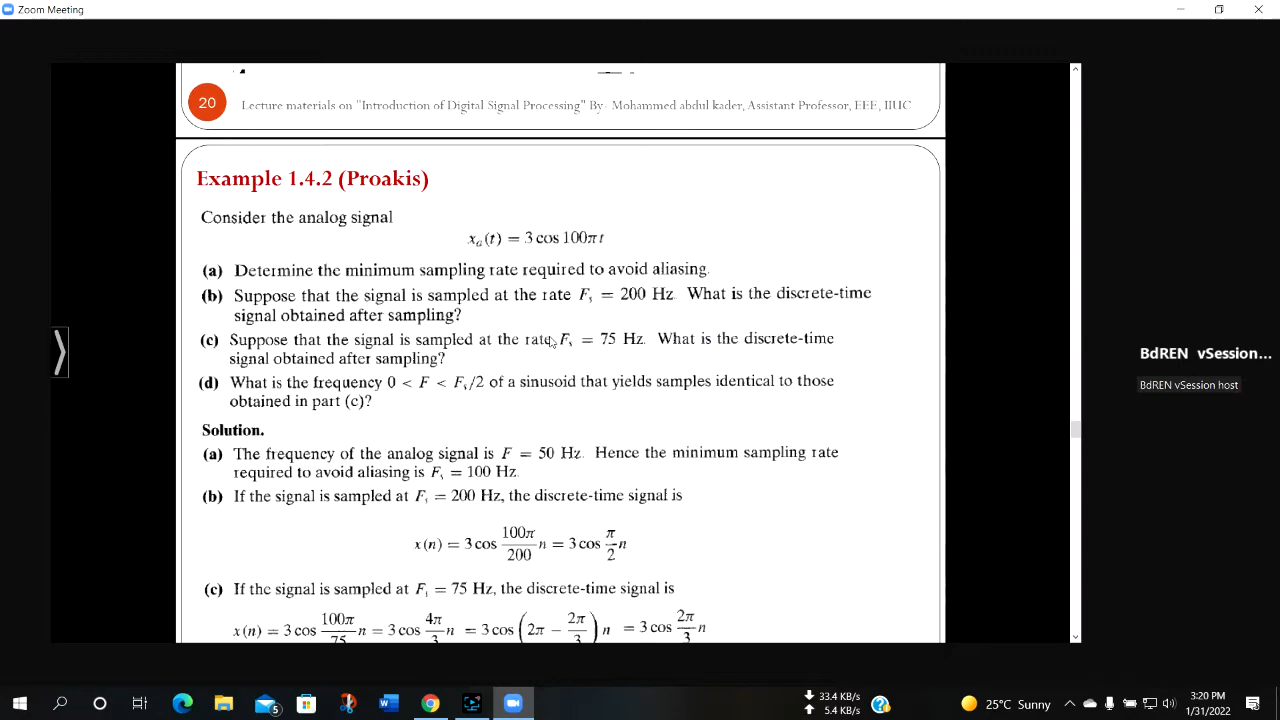 Zoom Meeting
20
Lecture materials on "Introduction of Digital Signal Processing" By- Mohammed abdul kader, Assistant Professor, EEE, IIUC
Example 1.4.2 (Proakis)
Consider the analog signal
xₐ(t) = 3 cos 100πt
(a) Determine the minimum sampling rate required to avoid aliasing.
(b) Suppose that the signal is sampled at the rate Fₛ = 200 Hz. What is the discrete-time
signal obtained after sampling?
(c) Suppose that the signal is sampled at the rate Fₛ = 75 Hz. What is the discrete-time
signal obtained after sampling?
(d) What is the frequency 0 < F < Fₛ/2 of a sinusoid that yields samples identical to those
obtained in part (c)?
Solution.
(a) The frequency of the analog signal is F = 50 Hz. Hence the minimum sampling rate
required to avoid aliasing is Fₛ = 100 Hz.
(b) If the signal is sampled at Fₛ = 200 Hz, the discrete-time signal is
x(n) = 3 cos 100π/200 n = 3 cos π/2 n
(c) If the signal is sampled at Fₛ = 75 Hz, the discrete-time signal is
x(n) = 3 cos 100π/75 n = 3 cos 4π/3 n = 3 cos (2π − 2π/3) n = 3 cos 2π/3 n
BdREN vSession...
BdREN vSession host
5
33.4 KB/s
5.4 KB/s
25°C Sunny
3:20 PM
1/31/2022